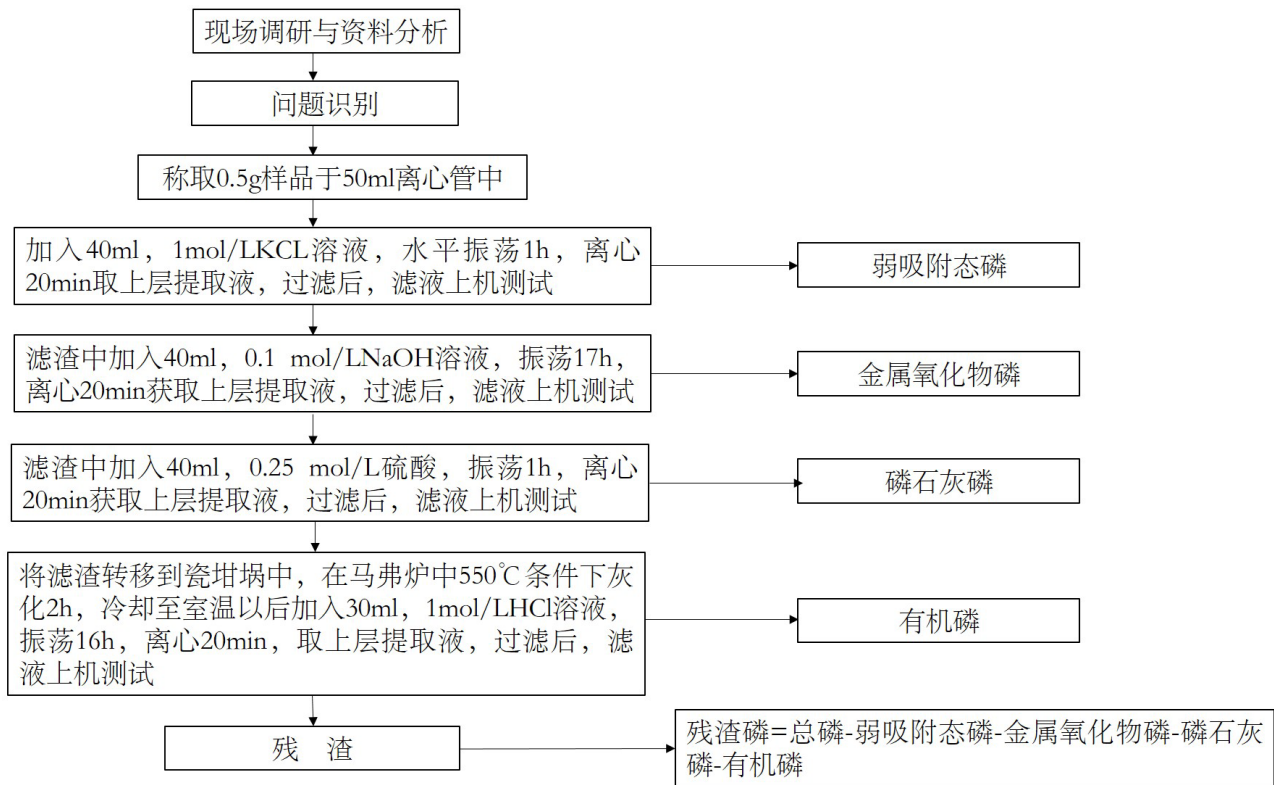 现场调研与资料分析
问题识别
称取0.5g样品于50ml离心管中
加入40ml，1mol/LKCL溶液，水平振荡1h，离心
20min取上层提取液，过滤后，滤液上机测试
弱吸附态磷
滤渣中加入40ml，0.1 mol/LNaOH溶液，振荡17h，
离心20min获取上层提取液，过滤后，滤液上机测试
金属氧化物磷
滤渣中加入40ml，0.25 mol/L硫酸，振荡1h，离心
20min获取上层提取液，过滤后，滤液上机测试
磷石灰磷
将滤渣转移到瓷坩埚中，在马弗炉中550℃条件下灰
化2h，冷却至室温以后加入30ml，1mol/LHCl溶液，
振荡16h，离心20min，取上层提取液，过滤后，滤
液上机测试
有机磷
残 渣
残渣磷=总磷-弱吸附态磷-金属氧化物磷-磷石灰
磷-有机磷